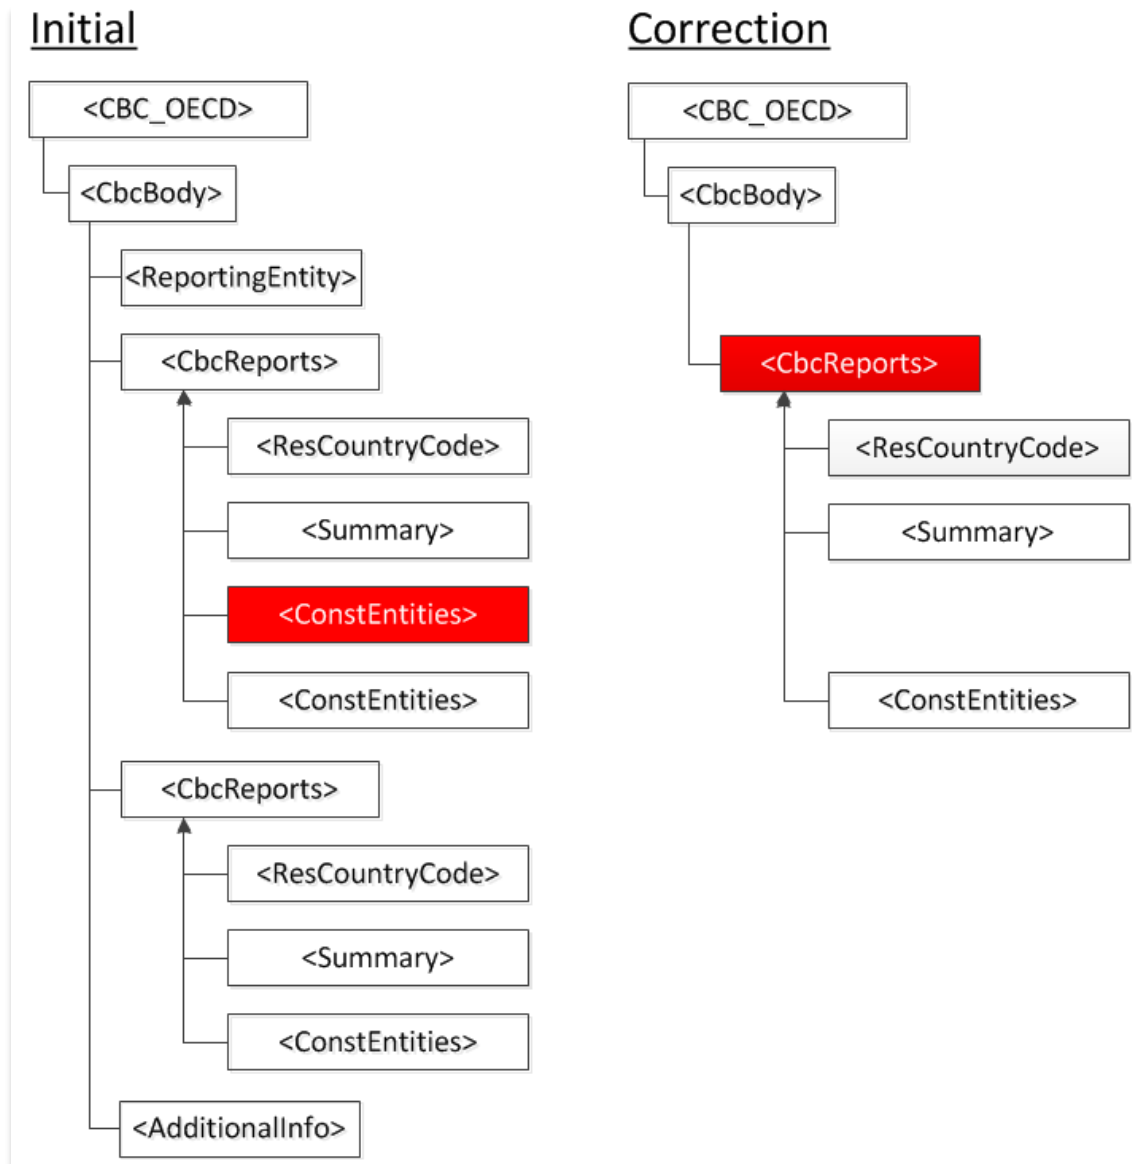 Initial
<CBC_OECD>
<CbcBody>
<ReportingEntity>
<CbcReports>
<ResCountryCode>
<Summary>
<ConstEntities>
<ConstEntities>
<CbcReports>
<ResCountryCode>
<Summary>
<ConstEntities>
<AdditionalInfo>
Correction
<CBC_OECD>
<CbcBody>
<CbcReports>
<ResCountryCode>
<Summary>
<ConstEntities>